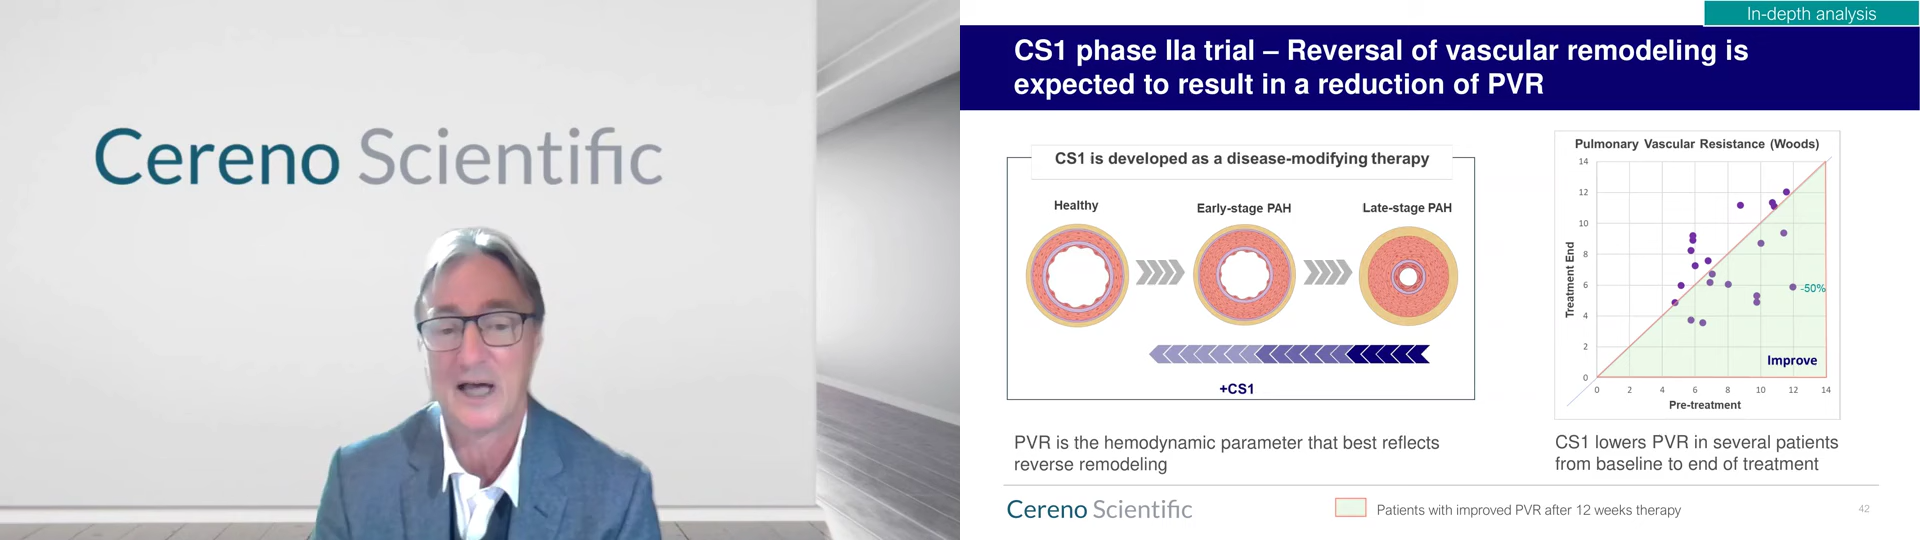 Cereno Scientific
In-depth analysis
CS1 phase IIa trial – Reversal of vascular remodeling is
expected to result in a reduction of PVR
CS1 is developed as a disease-modifying therapy
Healthy
Early-stage PAH
Late-stage PAH
+CS1
PVR is the hemodynamic parameter that best reflects
reverse remodeling
Pulmonary Vascular Resistance (Woods)
14
12
10
8
6
4
2
0
Treatment End
-50%
Improve
0 2 4 6 8 10 12 14
Pre-treatment
CS1 lowers PVR in several patients
from baseline to end of treatment
Cereno Scientific
Patients with improved PVR after 12 weeks therapy
42